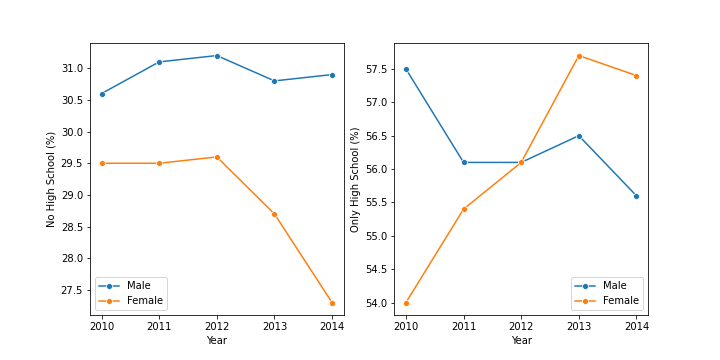 No High School (%)
31.0
30.5
30.0
29.5
29.0
28.5
28.0
27.5
2010 2011 2012 2013 2014
Year
Male
Female
Only High School (%)
57.5
57.0
56.5
56.0
55.5
55.0
54.5
54.0
2010 2011 2012 2013 2014
Year
Male
Female